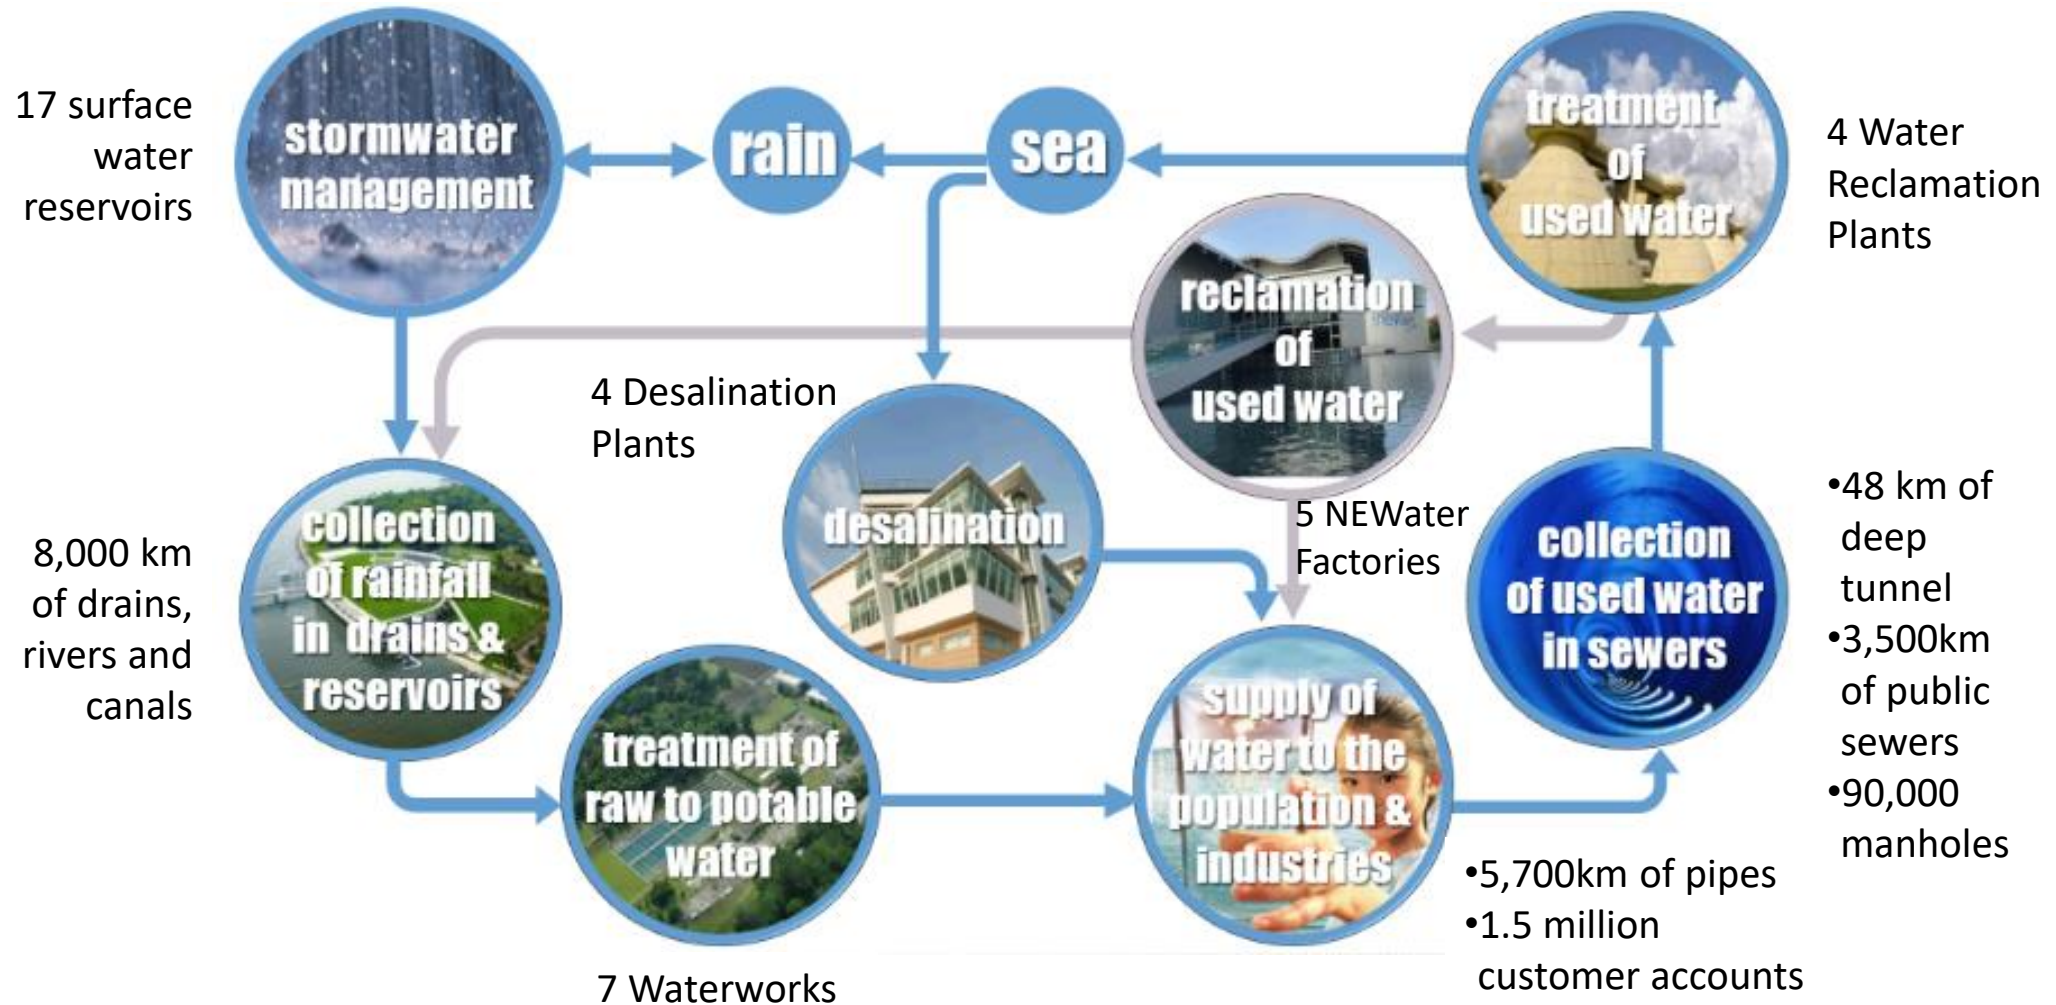 17 surface
water
reservoirs
stormwater
management
rain
sea
treatment
of
used water
4 Water
Reclamation
Plants
reclamation
of
used water
4 Desalination
Plants
desalination
5 NEWater
Factories
8,000 km
of drains,
rivers and
canals
collection
of rainfall
in drains &
reservoirs
treatment of
raw to potable
water
7 Waterworks
supply of
water to the
population &
industries
•5,700km of pipes
•1.5 million
customer accounts
collection
of used water
in sewers
•48 km of
deep
tunnel
•3,500km
of public
sewers
•90,000
manholes